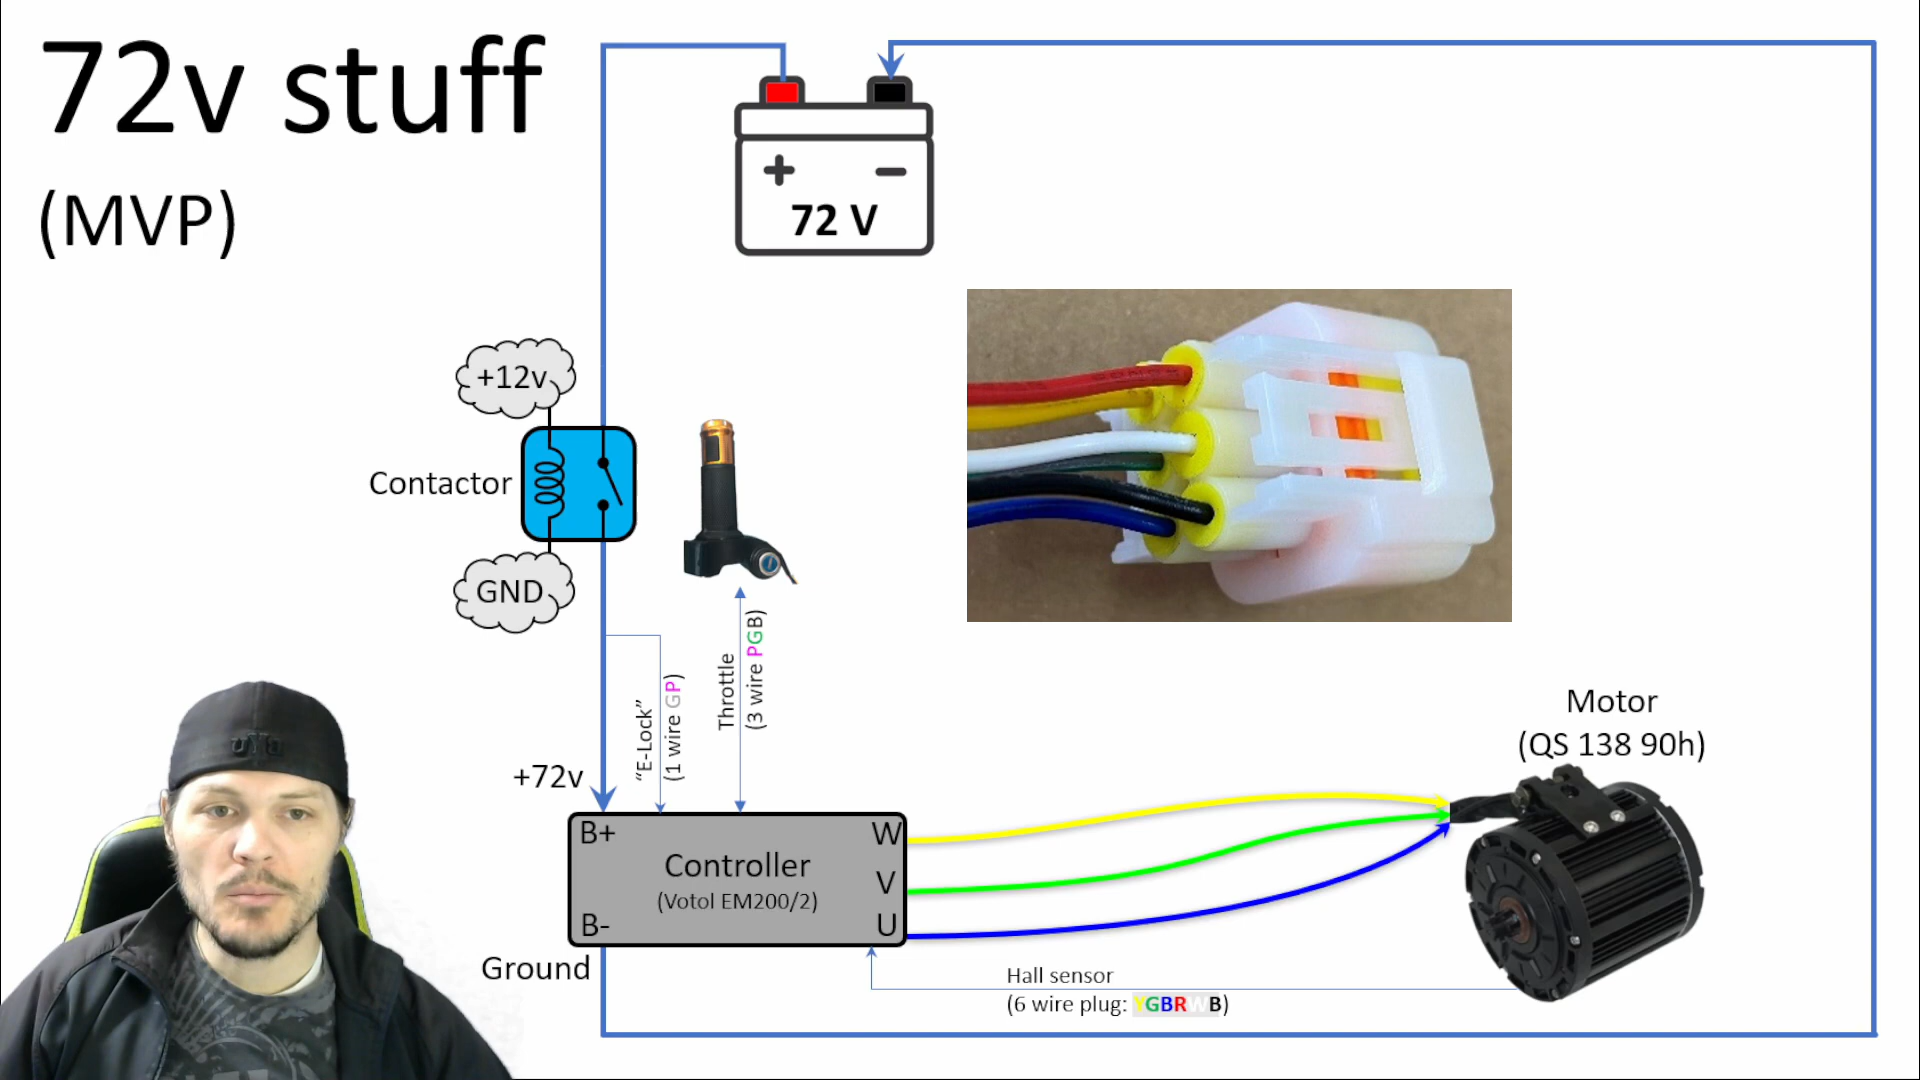 72v stuff
(MVP)
+ −
72 V
+12v
Contactor
GND
"E-Lock"
(1 wire GP)
Throttle
(3 wire PGB)
Motor
(QS 138 90h)
+72v
B+
W
Controller
V
(Votol EM200/2)
B-
U
Ground
Hall sensor
(6 wire plug: YGBRWB)